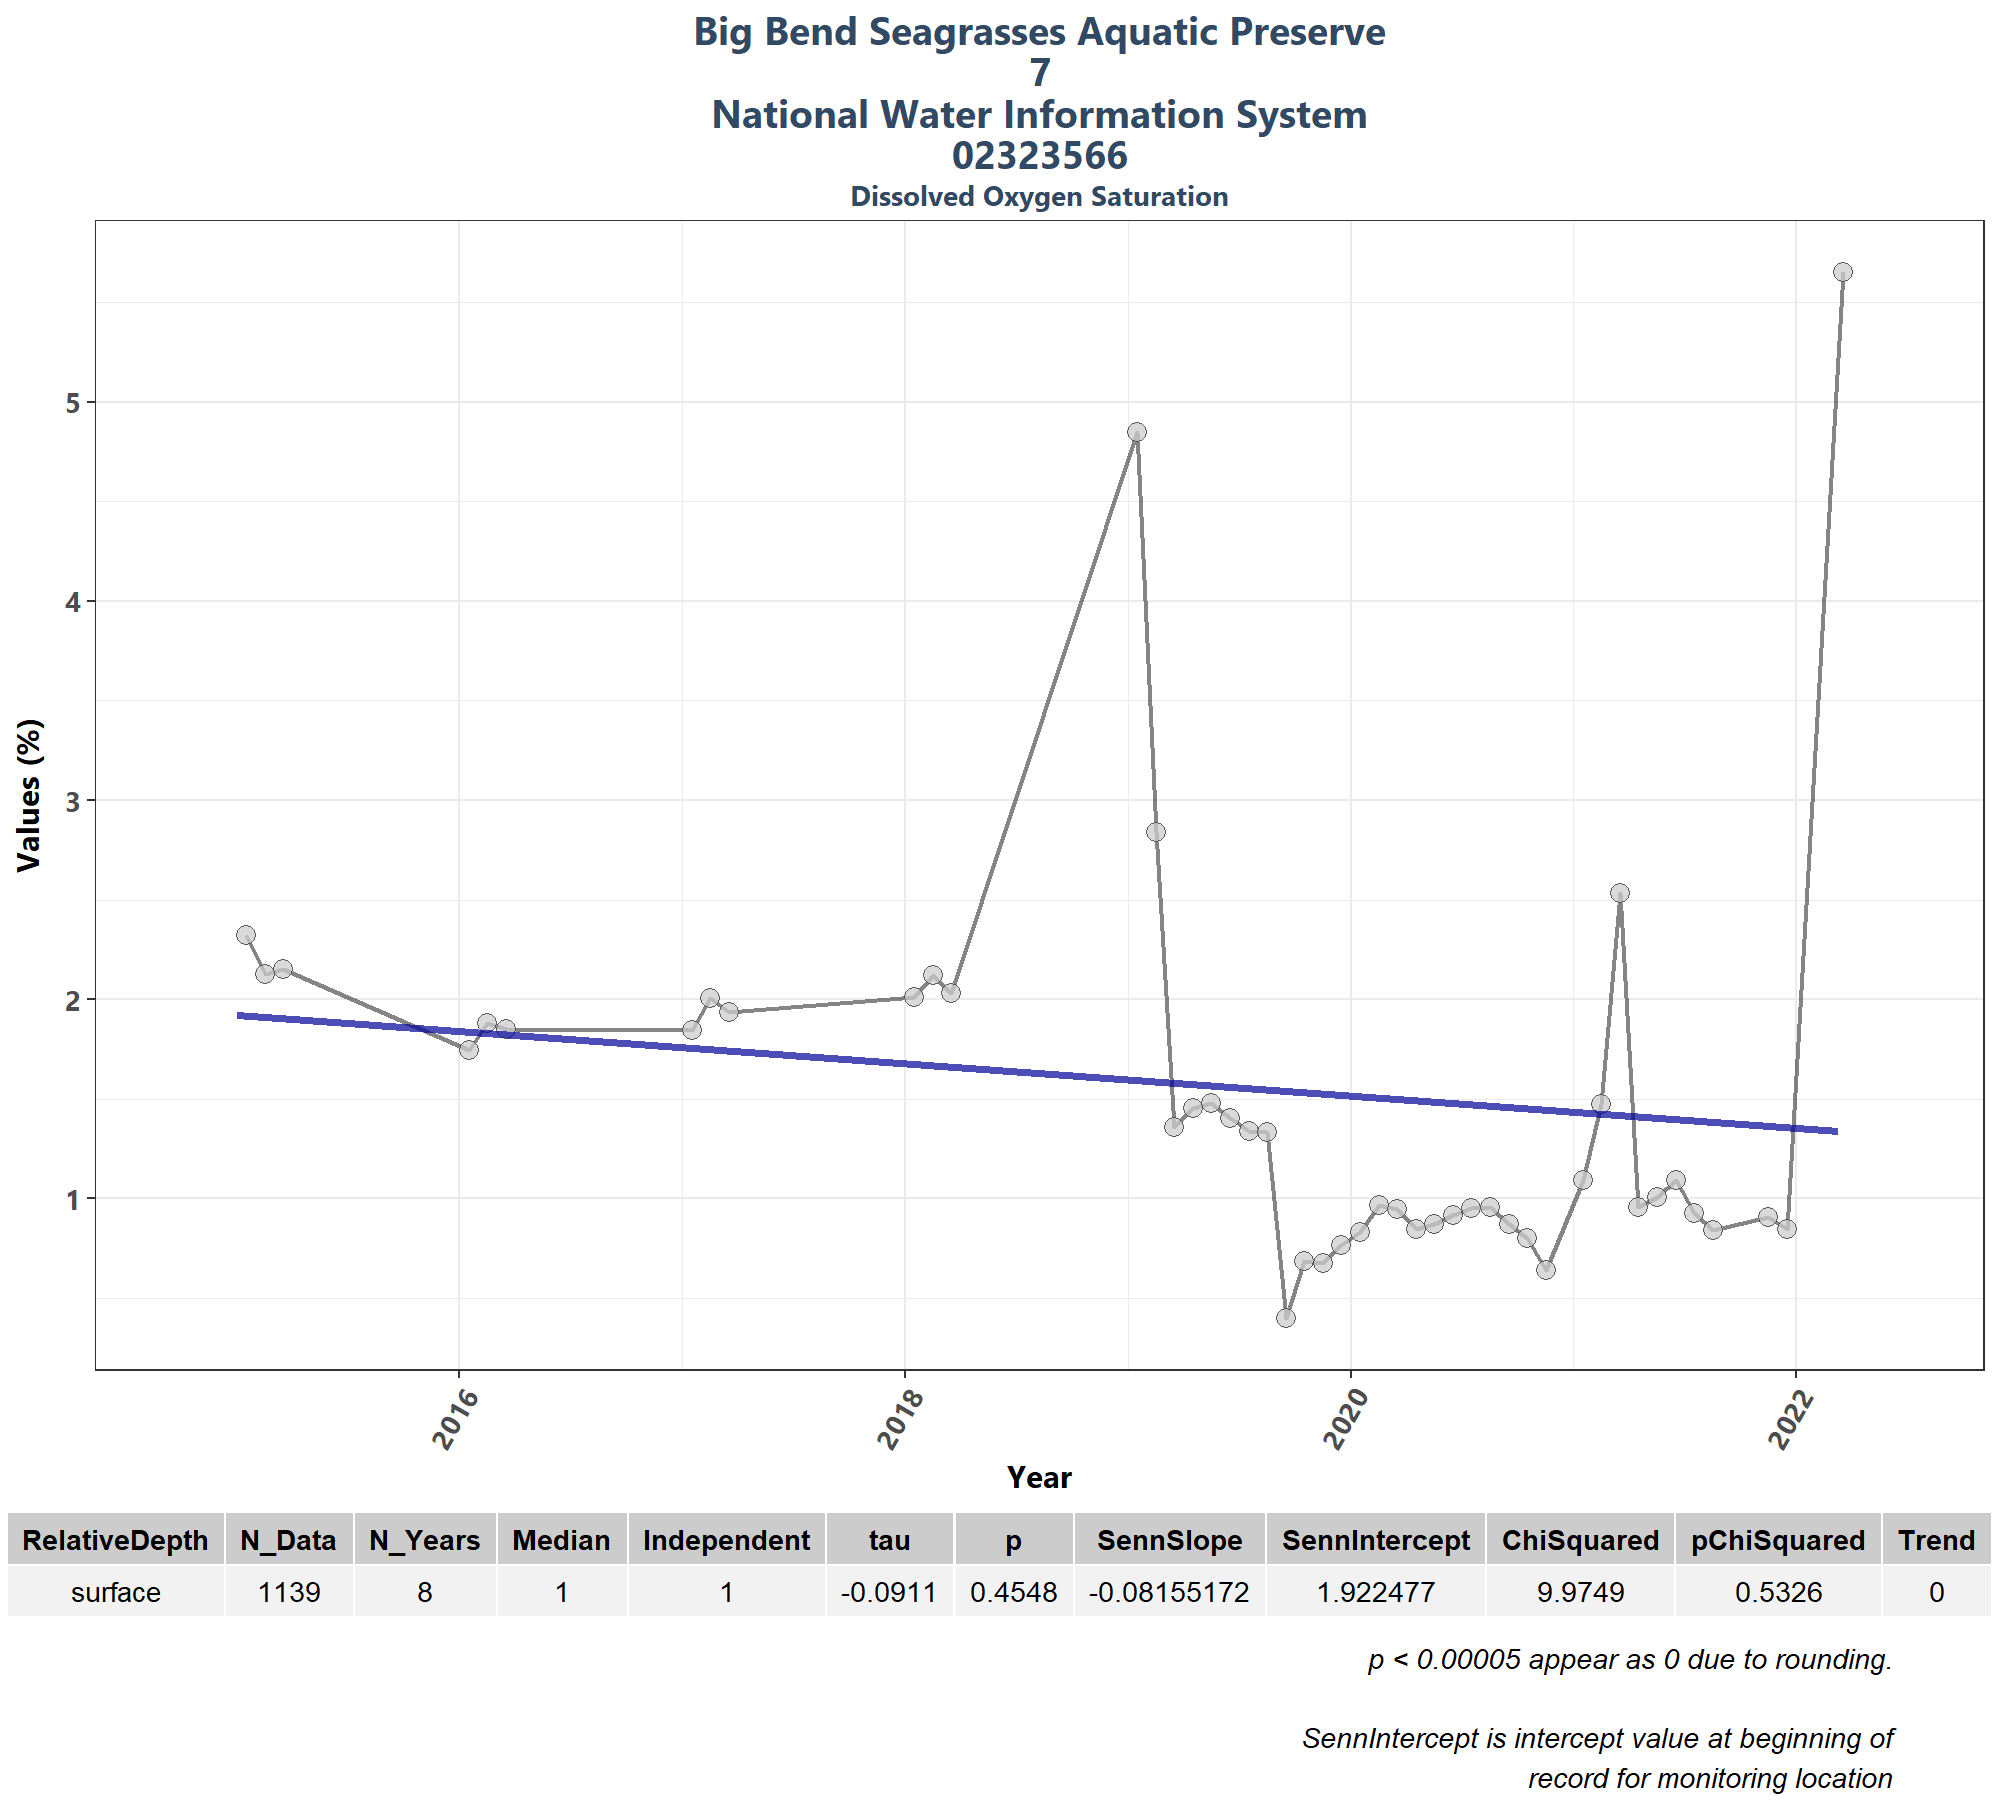 Big Bend Seagrasses Aquatic Preserve
7
National Water Information System
02323566
Dissolved Oxygen Saturation
Values (%)
5
4
3
2
1
2016 2018 2020 2022
Year
RelativeDepth N_Data N_Years Median Independent tau p SennSlope SennIntercept ChiSquared pChiSquared Trend
surface 1139 8 1 1 -0.0911 0.4548 -0.08155172 1.922477 9.9749 0.5326 0
p < 0.00005 appear as 0 due to rounding.
SennIntercept is intercept value at beginning of
record for monitoring location